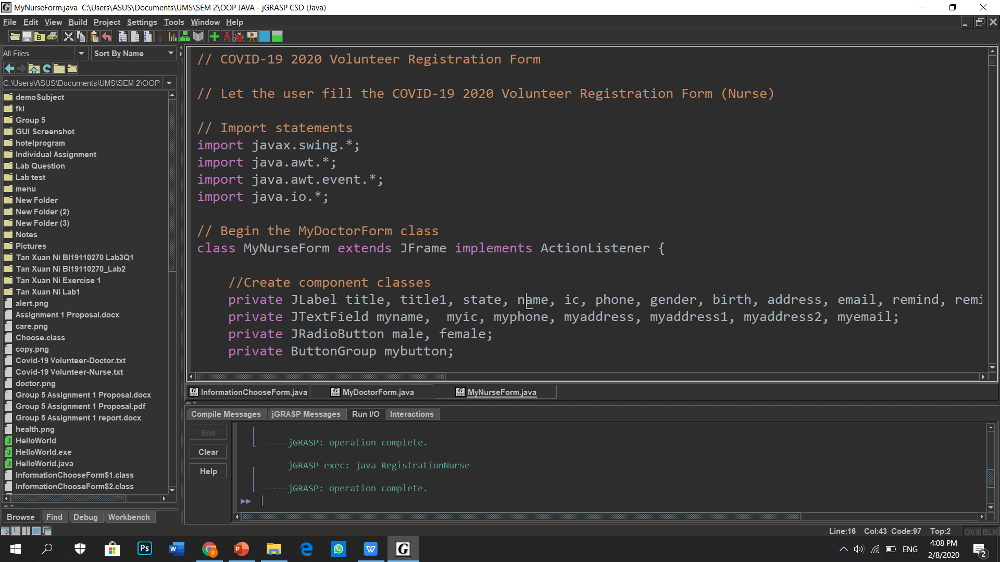 MyNurseForm.java  C:\Users\ASUS\Documents\UMS\SEM 2\OOP JAVA - jGRASP CSD (Java)
File Edit View Build Project Settings Tools Window Help
All Files
Sort By Name
C:\Users\ASUS\Documents\UMS\SEM 2\OOP
demoSubject
fki
Group 5
GUI Screenshot
hotelprogram
Individual Assignment
Lab Question
Lab test
menu
New Folder
New Folder (2)
New Folder (3)
Notes
Pictures
Tan Xuan Ni BI19110270 Lab3Q1
Tan Xuan Ni BI19110270_Lab2
Tan Xuan Ni Exercise 1
Tan Xuan Ni Lab1
alert.png
Assignment 1 Proposal.docx
care.png
Choose.class
copy.png
Covid-19 Volunteer-Doctor.txt
Covid-19 Volunteer-Nurse.txt
doctor.png
Group 5 Assignment 1 Proposal.docx
Group 5 Assignment 1 Proposal.pdf
Group 5 Assignment 1 report.docx
health.png
HelloWorld
HelloWorld.exe
HelloWorld.java
InformationChooseForm$1.class
InformationChooseForm$2.class
Browse Find Debug Workbench
// COVID-19 2020 Volunteer Registration Form
// Let the user fill the COVID-19 2020 Volunteer Registration Form (Nurse)
// Import statements
import javax.swing.*;
import java.awt.*;
import java.awt.event.*;
import java.io.*;
// Begin the MyDoctorForm class
class MyNurseForm extends JFrame implements ActionListener {
//Create component classes
private JLabel title, title1, state, name, ic, phone, gender, birth, address, email, remind, remi
private JTextField myname,  myic, myphone, myaddress, myaddress1, myaddress2, myemail;
private JRadioButton male, female;
private ButtonGroup mybutton;
InformationChooseForm.java MyDoctorForm.java MyNurseForm.java
Compile Messages jGRASP Messages Run I/O Interactions
End
Clear
Help
----jGRASP: operation complete.
----jGRASP exec: java RegistrationNurse
----jGRASP: operation complete.
Line:16 Col:43 Code:97 Top:2 OVS BLK
ENG
4:08 PM
2/8/2020
2